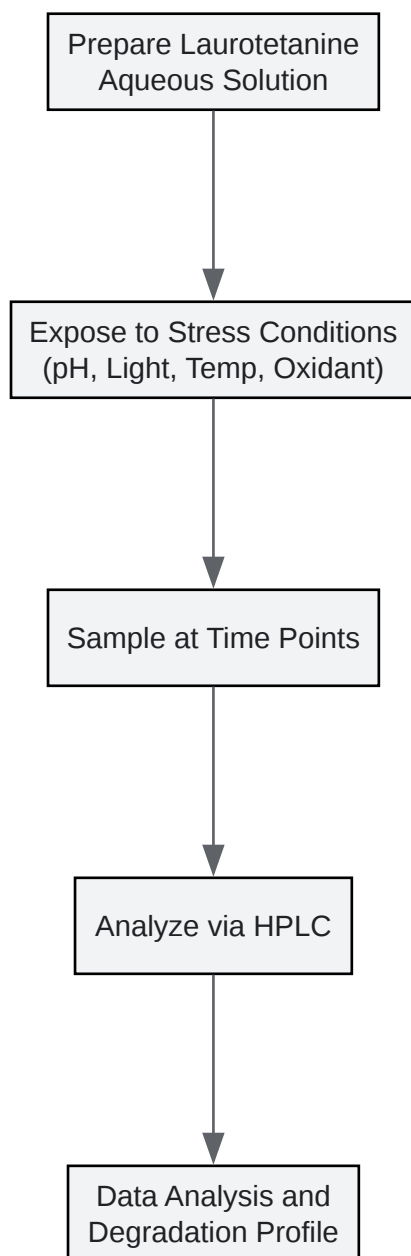 Prepare Laurotetanine
Aqueous Solution
Expose to Stress Conditions
(pH, Light, Temp, Oxidant)
Sample at Time Points
Analyze via HPLC
Data Analysis and
Degradation Profile